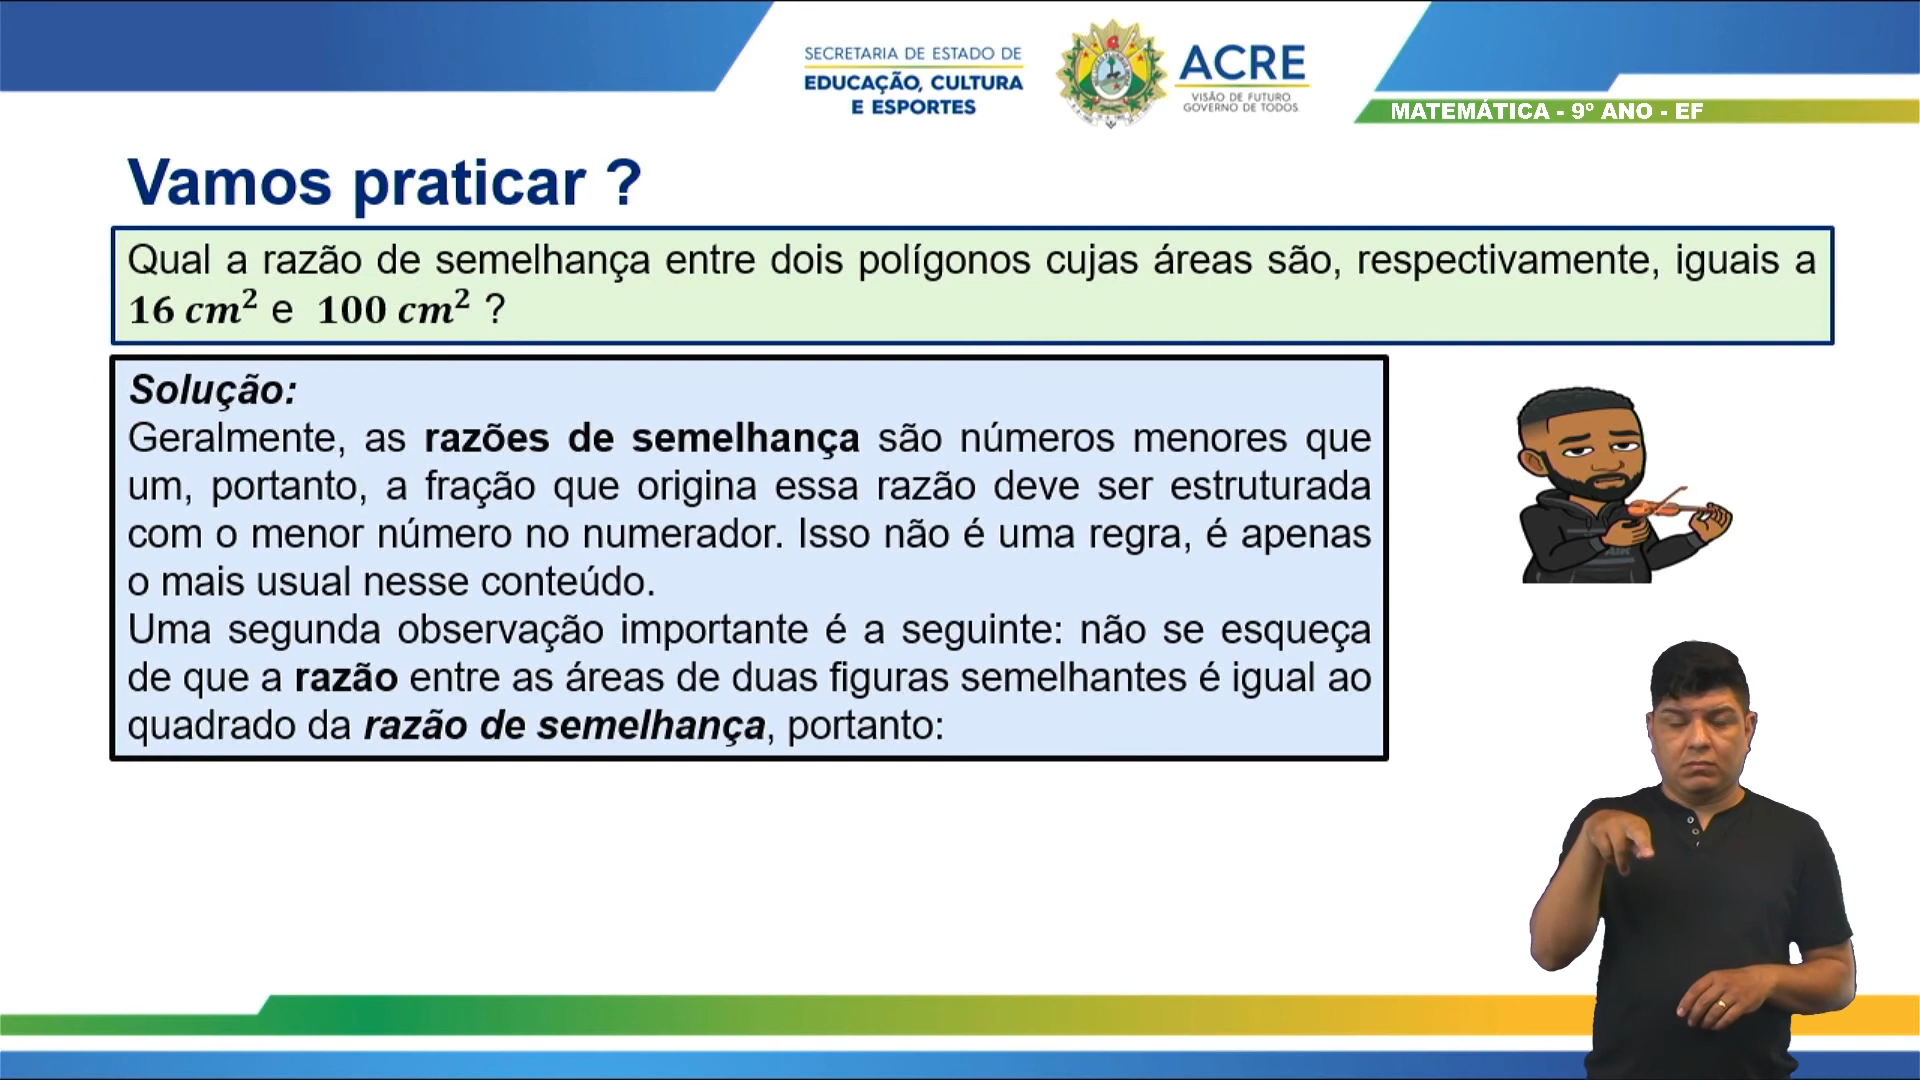 SECRETARIA DE ESTADO DE
EDUCAÇÃO, CULTURA
E ESPORTES
ACRE
VISÃO DE FUTURO
GOVERNO DE TODOS
MATEMÁTICA - 9º ANO - EF
Vamos praticar ?
Qual a razão de semelhança entre dois polígonos cujas áreas são, respectivamente, iguais a
16 cm² e 100 cm² ?
Solução:
Geralmente, as razões de semelhança são números menores que
um, portanto, a fração que origina essa razão deve ser estruturada
com o menor número no numerador. Isso não é uma regra, é apenas
o mais usual nesse conteúdo.
Uma segunda observação importante é a seguinte: não se esqueça
de que a razão entre as áreas de duas figuras semelhantes é igual ao
quadrado da razão de semelhança, portanto: